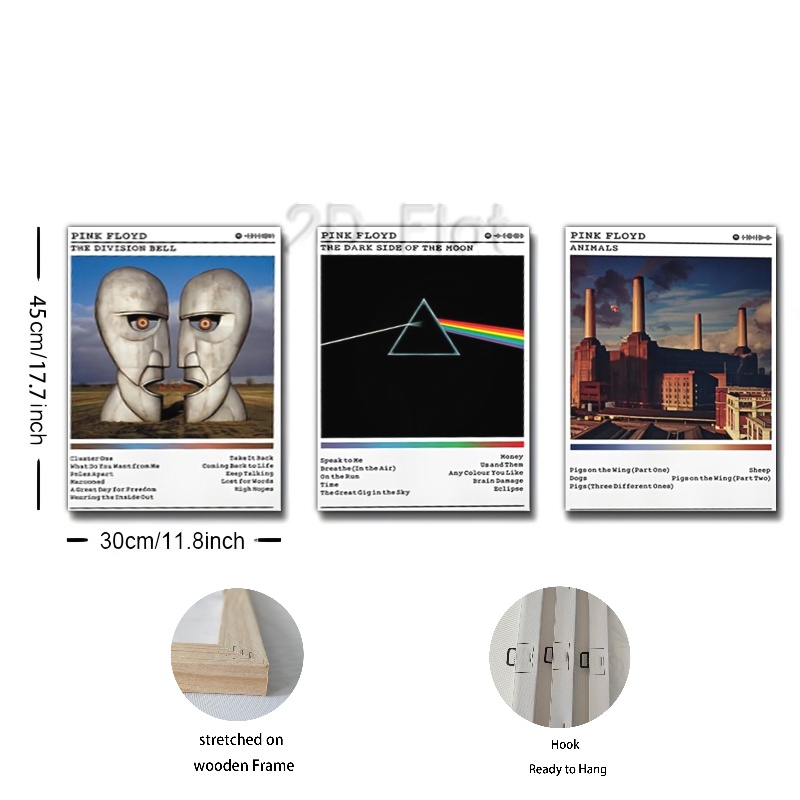 2D Flat
PINK FLOYD
THE DIVISION BELL
Cluster One
What Do You Want from Me
Poles Apart
Marooned
A Great Day for Freedom
Wearing the Inside Out
Take It Back
Coming Back to Life
Keep Talking
Lost for Words
High Hopes
PINK FLOYD
THE DARK SIDE OF THE MOON
Speak to Me
Breathe (In the Air)
On the Run
Time
The Great Gig in the Sky
Money
Us and Them
Any Colour You Like
Brain Damage
Eclipse
PINK FLOYD
ANIMALS
Pigs on the Wing (Part One)
Dogs
Pigs (Three Different Ones)
Sheep
Pigs on the Wing (Part Two)
45cm/17.7inch
30cm/11.8inch
stretched on
wooden Frame
Hook
Ready to Hang